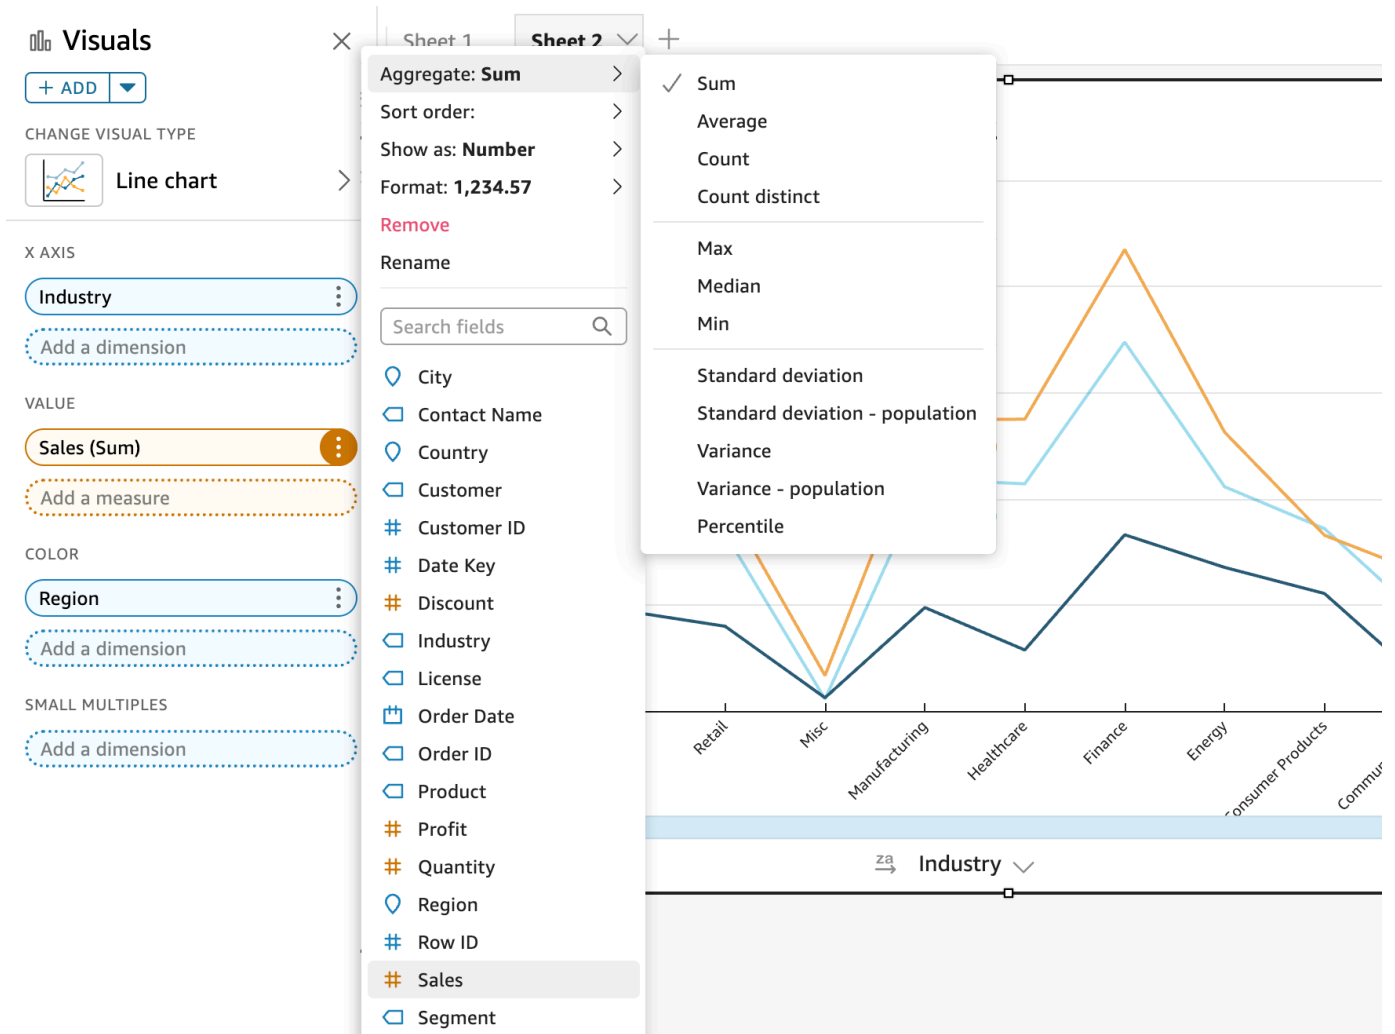 Visuals
+ ADD
CHANGE VISUAL TYPE
Line chart
X AXIS
Industry
Add a dimension
VALUE
Sales (Sum)
Add a measure
COLOR
Region
Add a dimension
SMALL MULTIPLES
Add a dimension
Sheet 1
Sheet 2
Aggregate: Sum
Sort order:
Show as: Number
Format: 1,234.57
Remove
Rename
Search fields
City
Contact Name
Country
Customer
Customer ID
Date Key
Discount
Industry
License
Order Date
Order ID
Product
Profit
Quantity
Region
Row ID
Sales
Segment
Sum
Average
Count
Count distinct
Max
Median
Min
Standard deviation
Standard deviation - population
Variance
Variance - population
Percentile
Retail
Misc
Manufacturing
Healthcare
Finance
Energy
Consumer Products
za
Industry